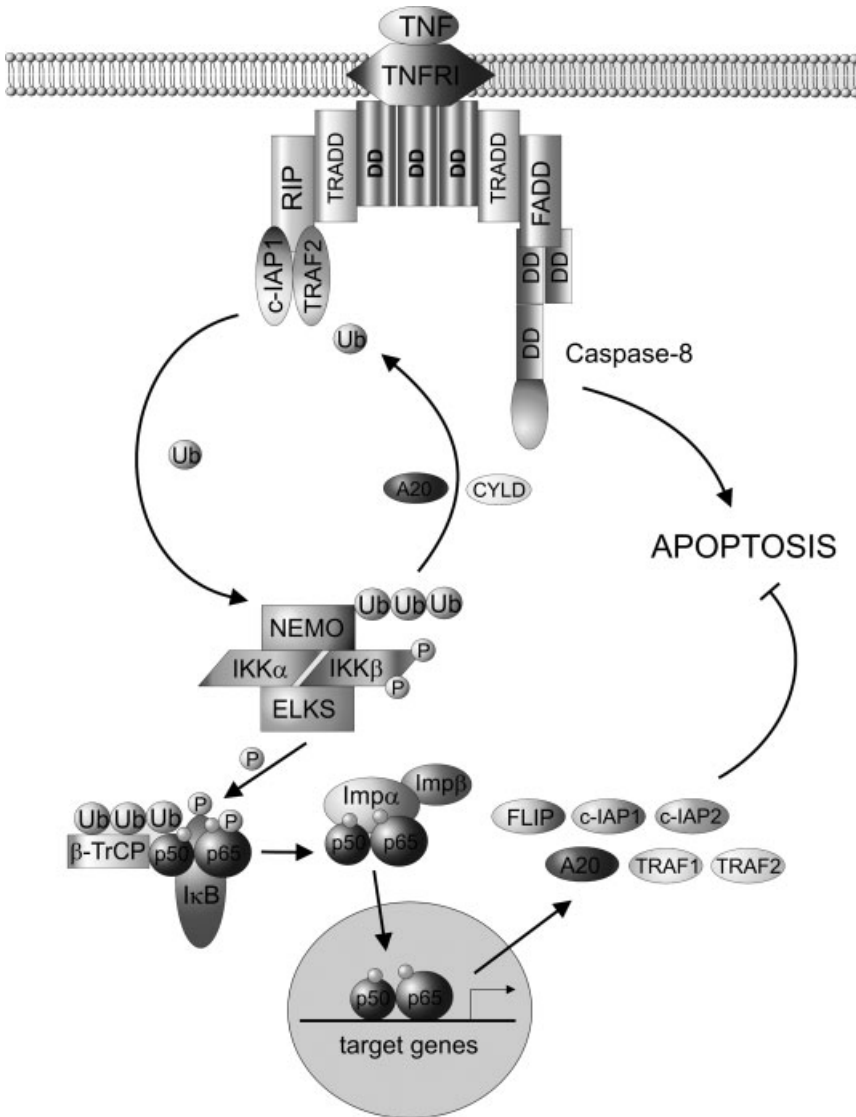 TNF
TNFRI
RIP
TRADD
DD
DD
DD
TRADD
FADD
c-IAP1
TRAF2
DD
DD
DD
Caspase-8
Ub
Ub
A20
CYLD
APOPTOSIS
Ub Ub Ub
NEMO
IKKα
IKKβ
P
P
ELKS
P
Ub Ub Ub
P
P
β-TrCP
p50
p65
IκB
Impα
Impβ
p50
p65
FLIP
c-IAP1
c-IAP2
A20
TRAF1
TRAF2
p50
p65
target genes